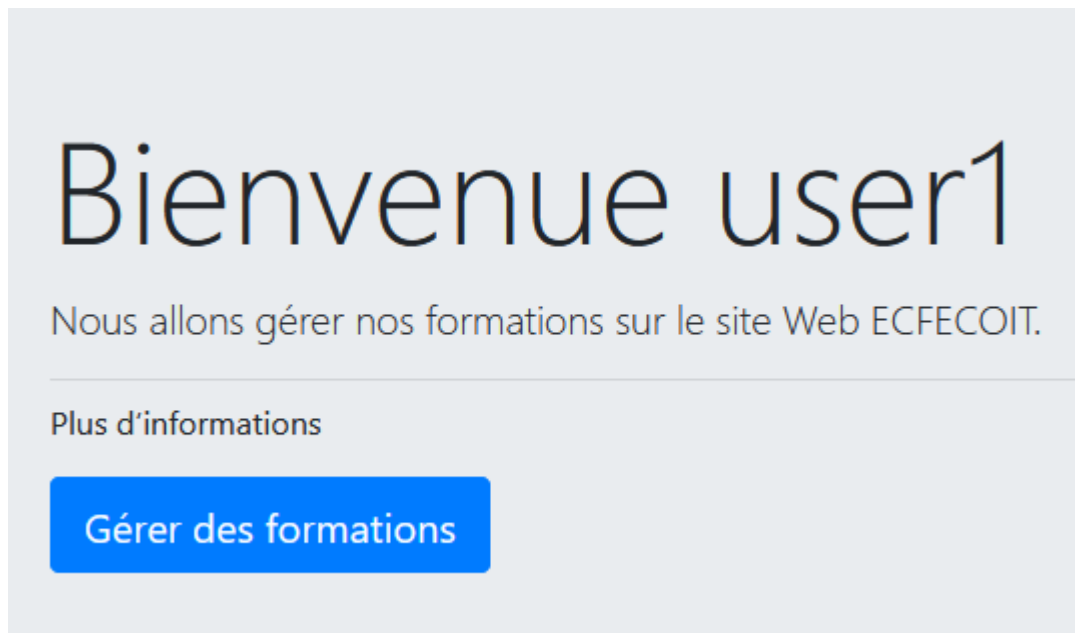 Bienvenue user1
Nous allons gérer nos formations sur le site Web ECFECOIT.
Plus d’informations
Gérer des formations